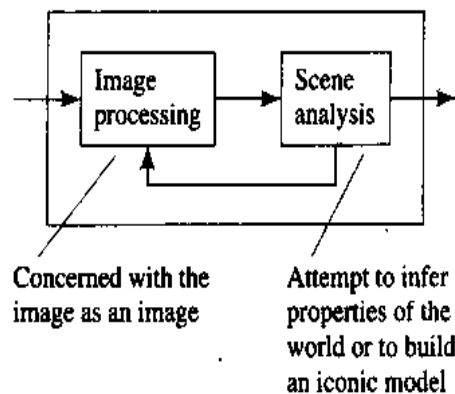 Image
processing
Scene
analysis
Concerned with the
image as an image
Attempt to infer
properties of the
world or to build
an iconic model